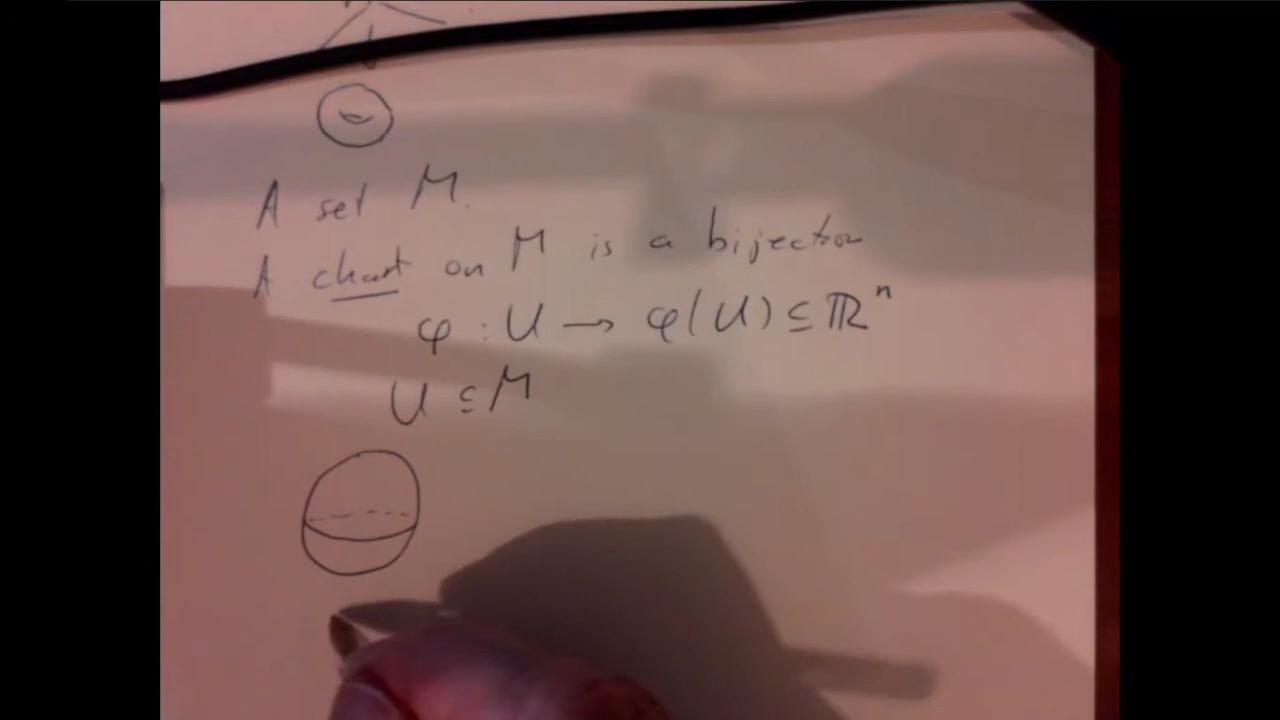 A set M.
A chart on M is a bijection
φ : U → φ(U) ⊆ ℝⁿ
U ⊆ M